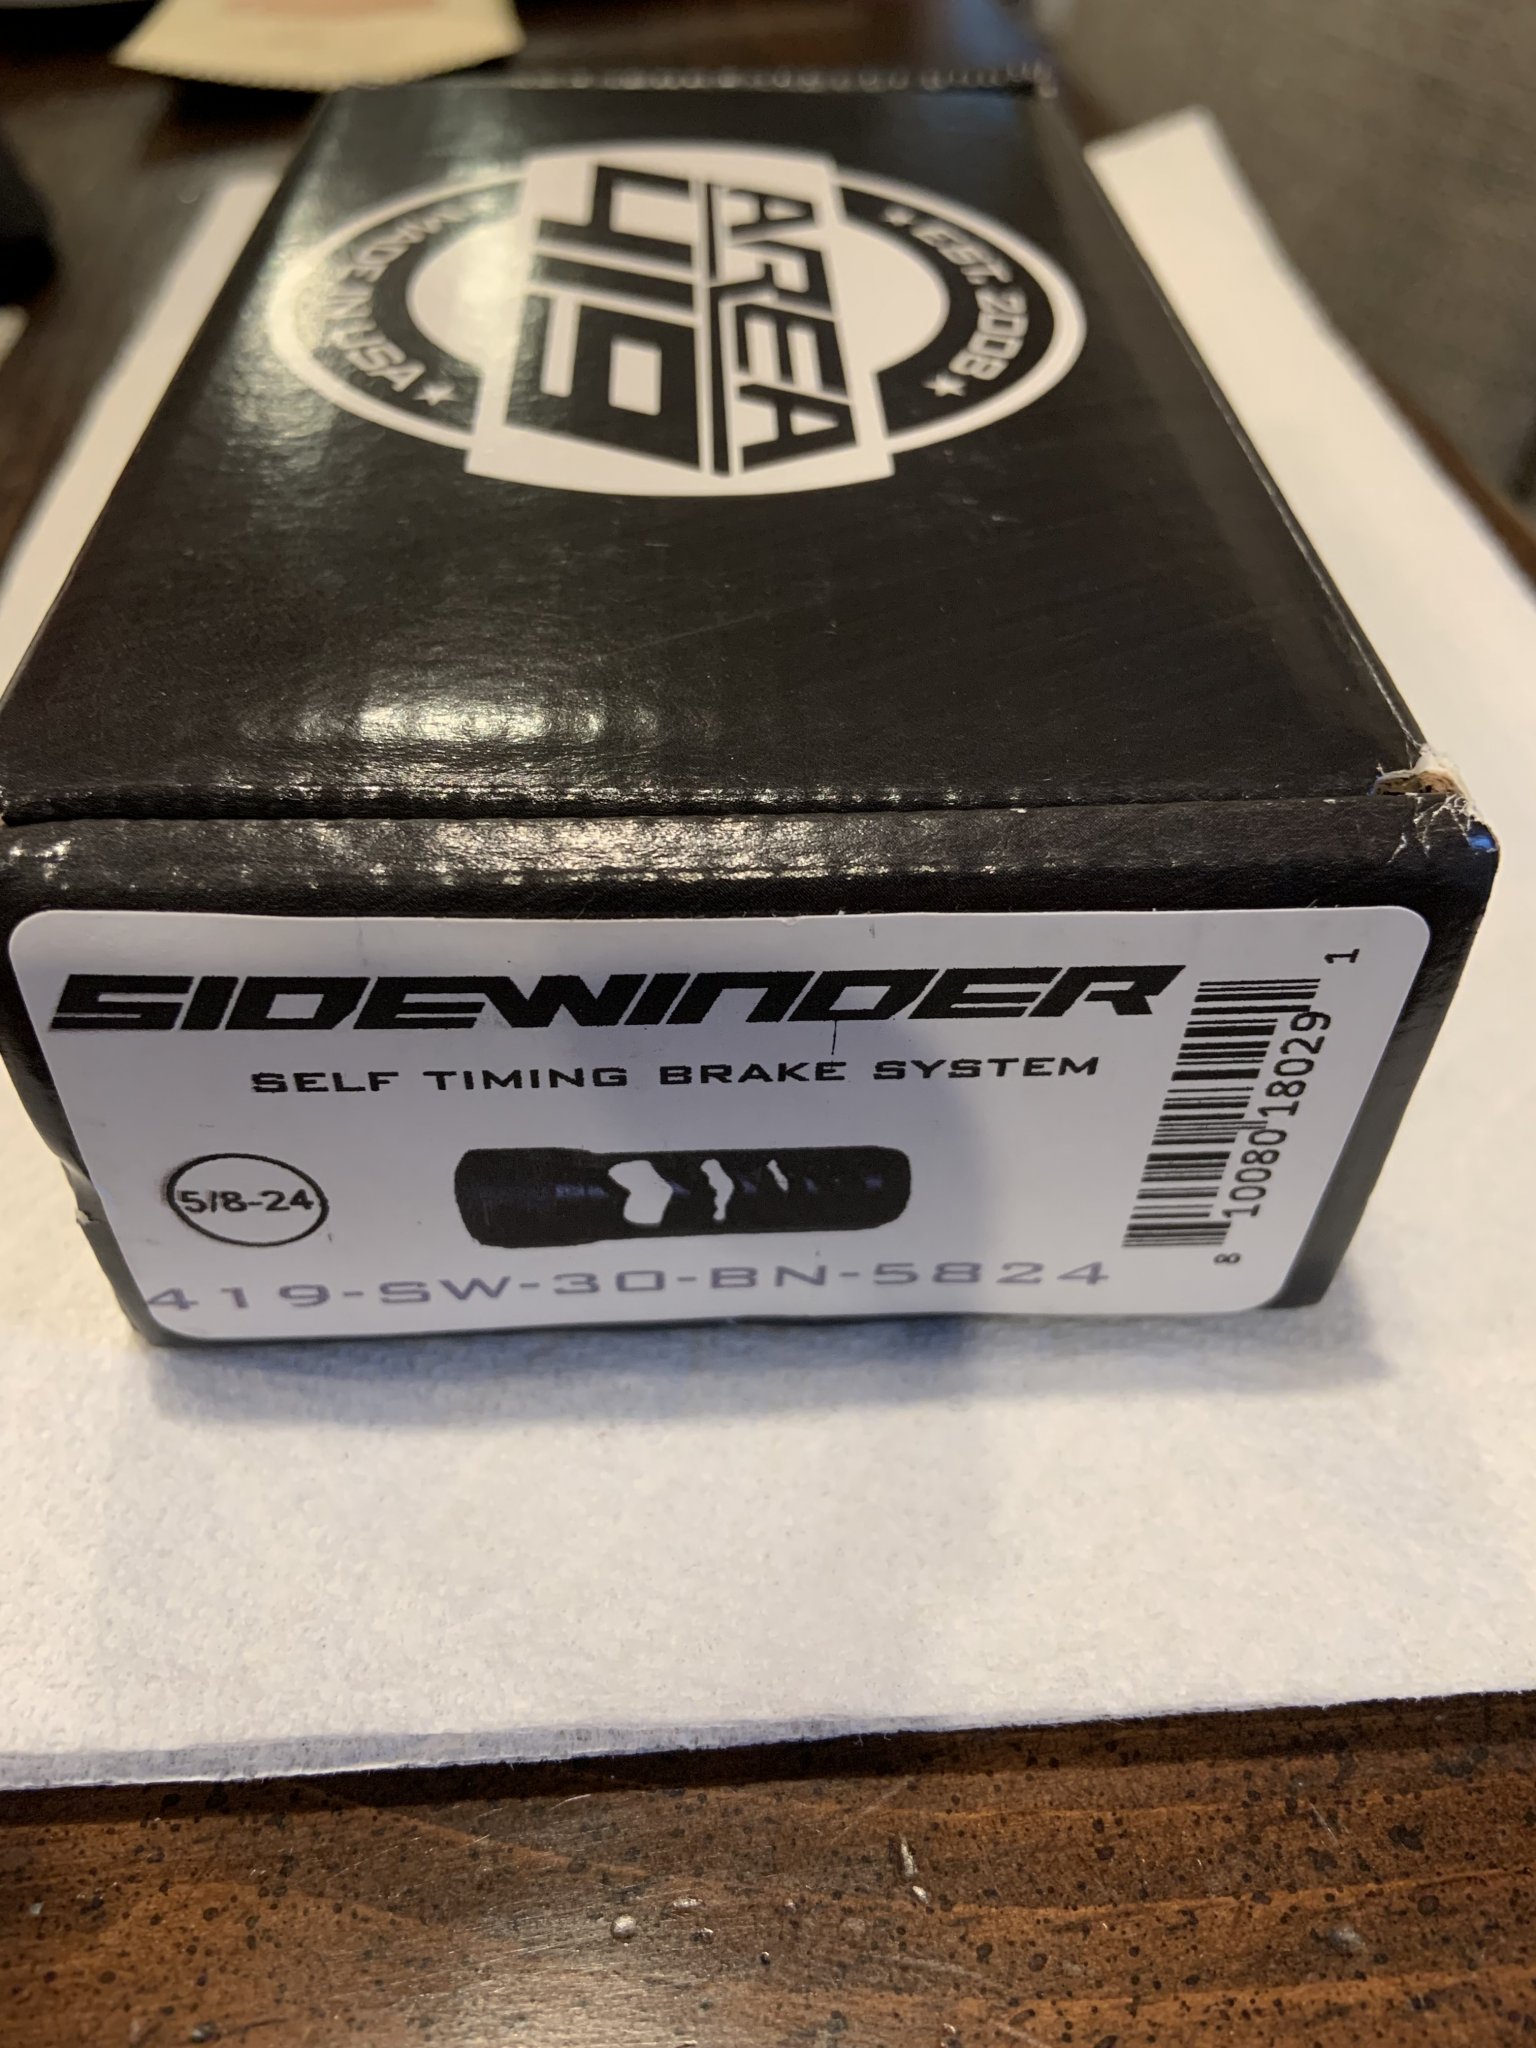 AREA
419
EST. 2008
MADE IN USA
SIDEWINDER
SELF TIMING BRAKE SYSTEM
5/8-24
419-SW-30-BN-5824
8 10080 18029 1